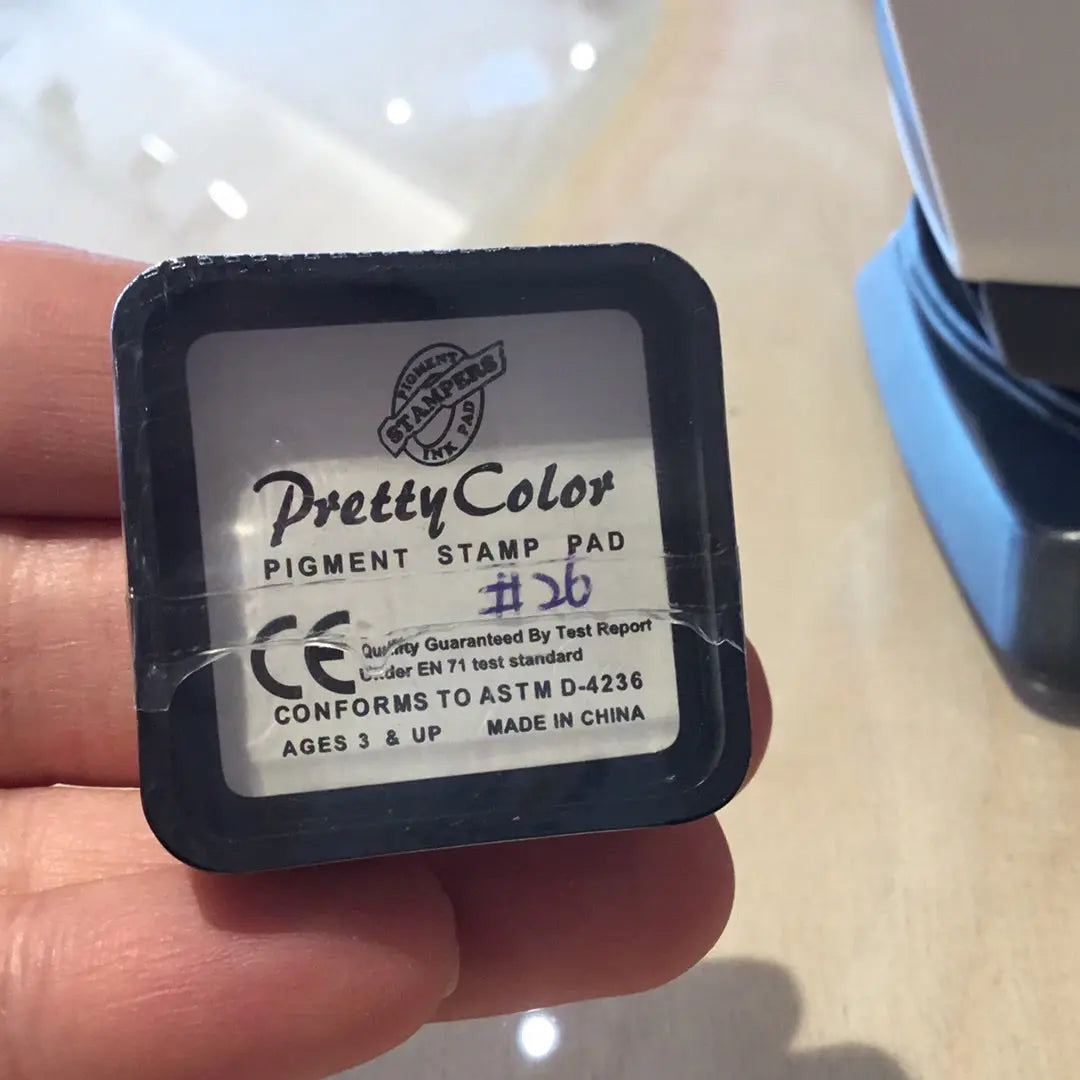 PIGMENT
STAMPERS
INK PAD
Pretty Color
PIGMENT STAMP PAD
#26
CE
Quality Guaranteed By Test Report
Under EN 71 test standard
CONFORMS TO ASTM D-4236
AGES 3 & UP MADE IN CHINA